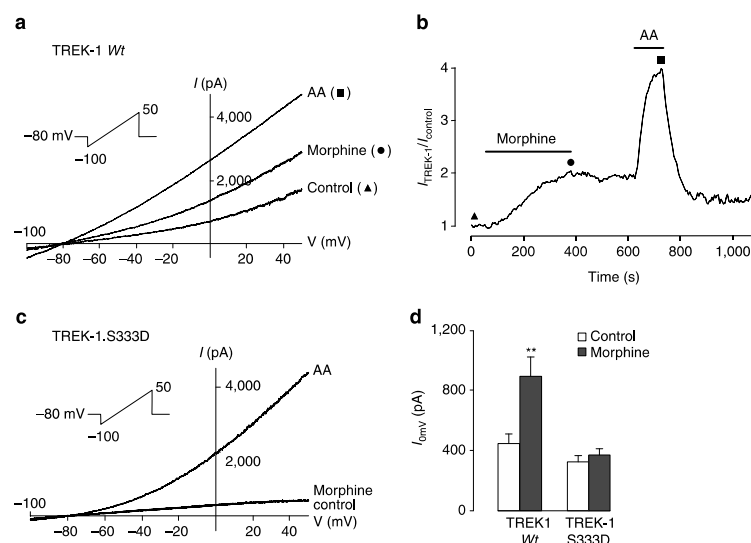 a
TREK-1 Wt
I (pA)
AA (■)
4,000
50
−80 mV
−100
Morphine (●)
2,000
Control (▲)
−100
V (mV)
−80 −60 −40 −20 20 40
b
AA
4
3
2
1
I_TREK-1/I_control
Morphine
0 200 400 600 800 1,000
Time (s)
c
TREK-1.S333D
I (pA)
AA
4,000
50
−80 mV
−100
2,000
−100
Morphine
control
V (mV)
−80 −60 −40 −20 20 40
d
1,200
800
400
0
I0mV (pA)
Control
Morphine
**
TREK1 TREK-1
Wt S333D